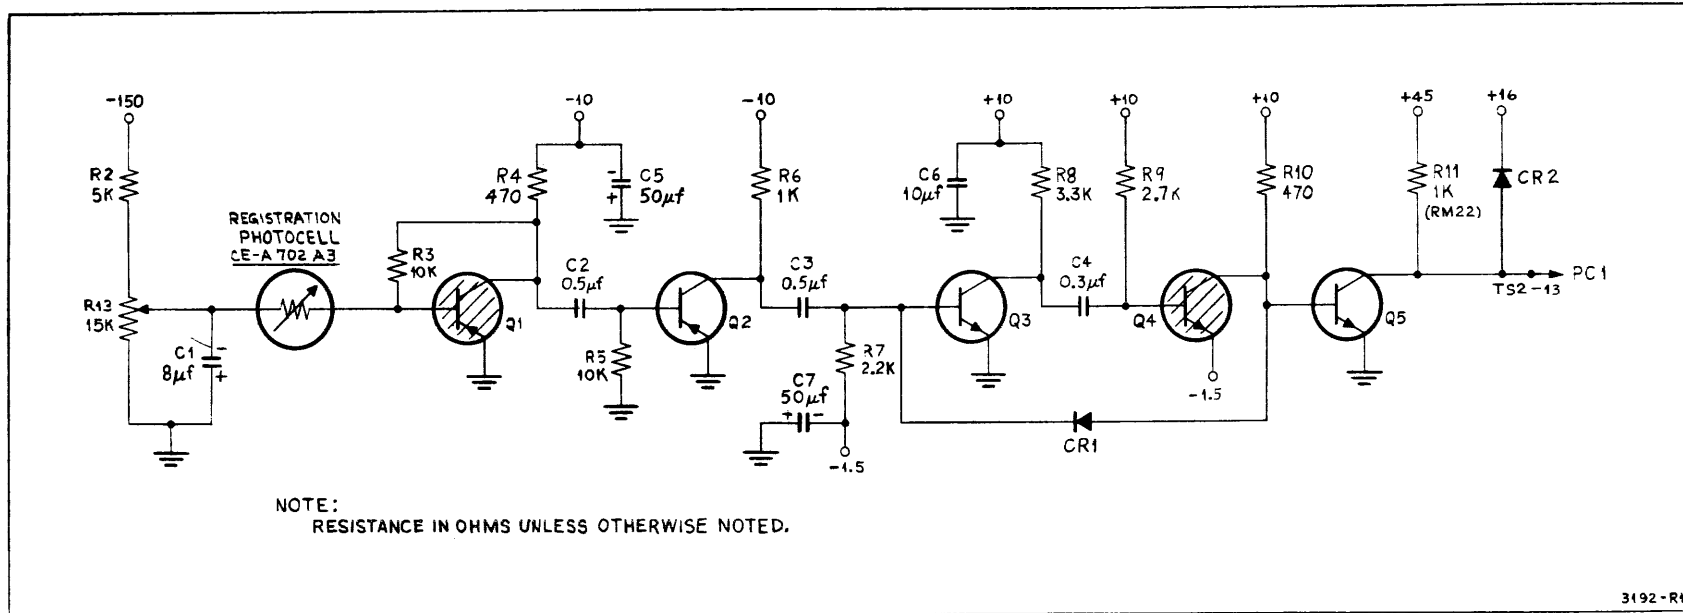 -150
-10
-10
+10
+10
+10
+45
+16
R2
5K
R4
470
C5
-
+
50µf
R6
1K
C6
10µf
R8
3.3K
R9
2.7K
R10
470
R11
1K
(RM22)
CR2
REGISTRATION
PHOTOCELL
CE-A 702 A3
R3
10K
C2
0.5µf
C3
0.5µf
C4
0.3µf
PC1
TS2-13
R13
15K
Q1
Q2
Q3
Q4
Q5
C1
8µf
-
+
R5
10K
R7
2.2K
C7
50µf
+ -
-1.5
-1.5
CR1
NOTE:
RESISTANCE IN OHMS UNLESS OTHERWISE NOTED.